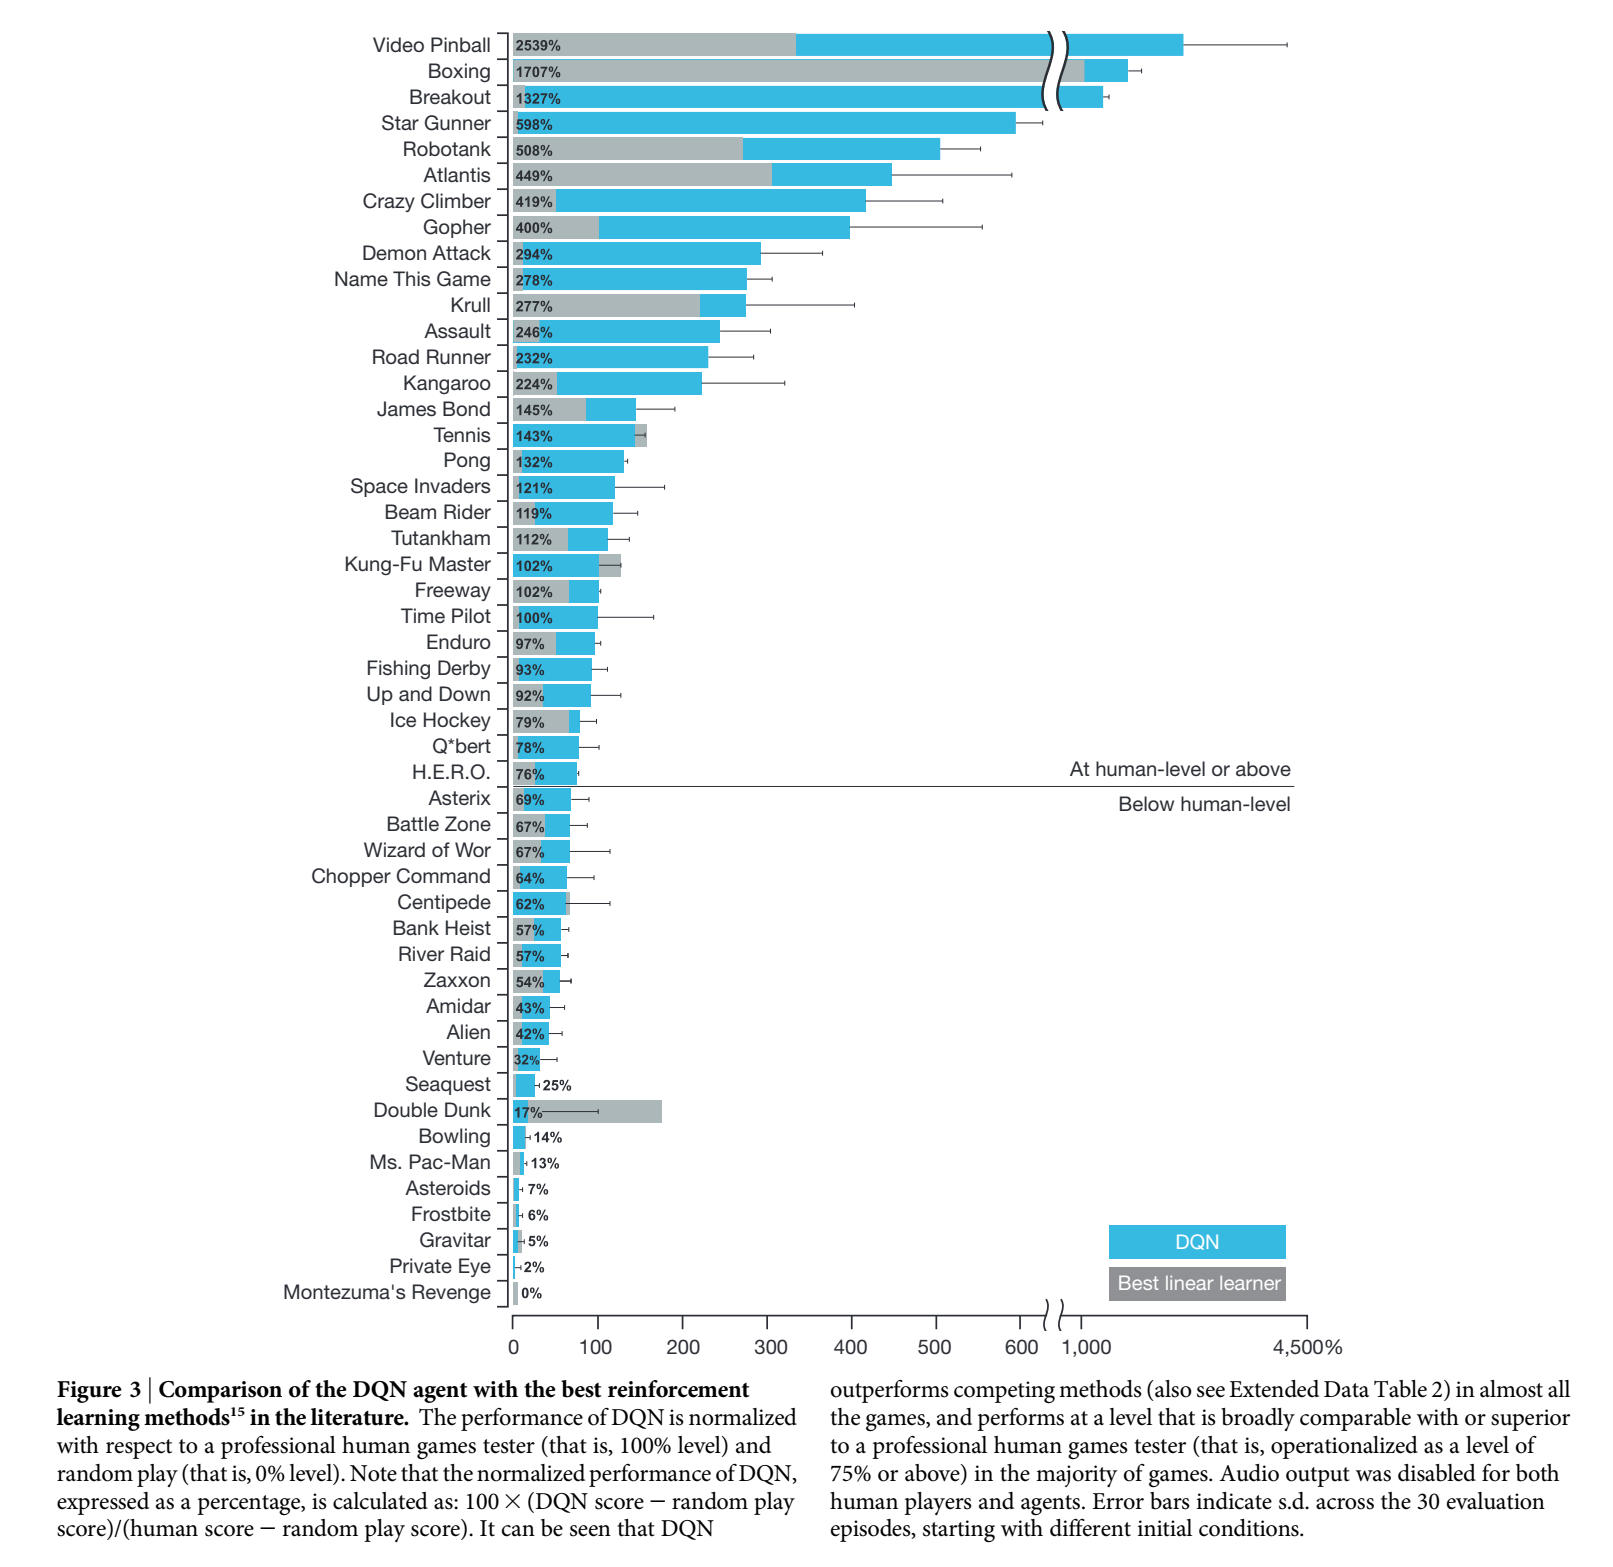 Video Pinball 2539%
Boxing 1707%
Breakout 1327%
Star Gunner 598%
Robotank 508%
Atlantis 449%
Crazy Climber 419%
Gopher 400%
Demon Attack 294%
Name This Game 278%
Krull 277%
Assault 246%
Road Runner 232%
Kangaroo 224%
James Bond 145%
Tennis 143%
Pong 132%
Space Invaders 121%
Beam Rider 119%
Tutankham 112%
Kung-Fu Master 102%
Freeway 102%
Time Pilot 100%
Enduro 97%
Fishing Derby 93%
Up and Down 92%
Ice Hockey 79%
Q*bert 78%
H.E.R.O. 76%
At human-level or above
Asterix 69%
Below human-level
Battle Zone 67%
Wizard of Wor 67%
Chopper Command 64%
Centipede 62%
Bank Heist 57%
River Raid 57%
Zaxxon 54%
Amidar 43%
Alien 42%
Venture 32%
Seaquest 25%
Double Dunk 17%
Bowling 14%
Ms. Pac-Man 13%
Asteroids 7%
Frostbite 6%
Gravitar 5%
Private Eye 2%
Montezuma's Revenge 0%
DQN
Best linear learner
0 100 200 300 400 500 600 1,000 4,500%
Figure 3 | Comparison of the DQN agent with the best reinforcement
learning methods15 in the literature. The performance of DQN is normalized
with respect to a professional human games tester (that is, 100% level) and
random play (that is, 0% level). Note that the normalized performance of DQN,
expressed as a percentage, is calculated as: 100 × (DQN score − random play
score)/(human score − random play score). It can be seen that DQN
outperforms competing methods (also see Extended Data Table 2) in almost all
the games, and performs at a level that is broadly comparable with or superior
to a professional human games tester (that is, operationalized as a level of
75% or above) in the majority of games. Audio output was disabled for both
human players and agents. Error bars indicate s.d. across the 30 evaluation
episodes, starting with different initial conditions.